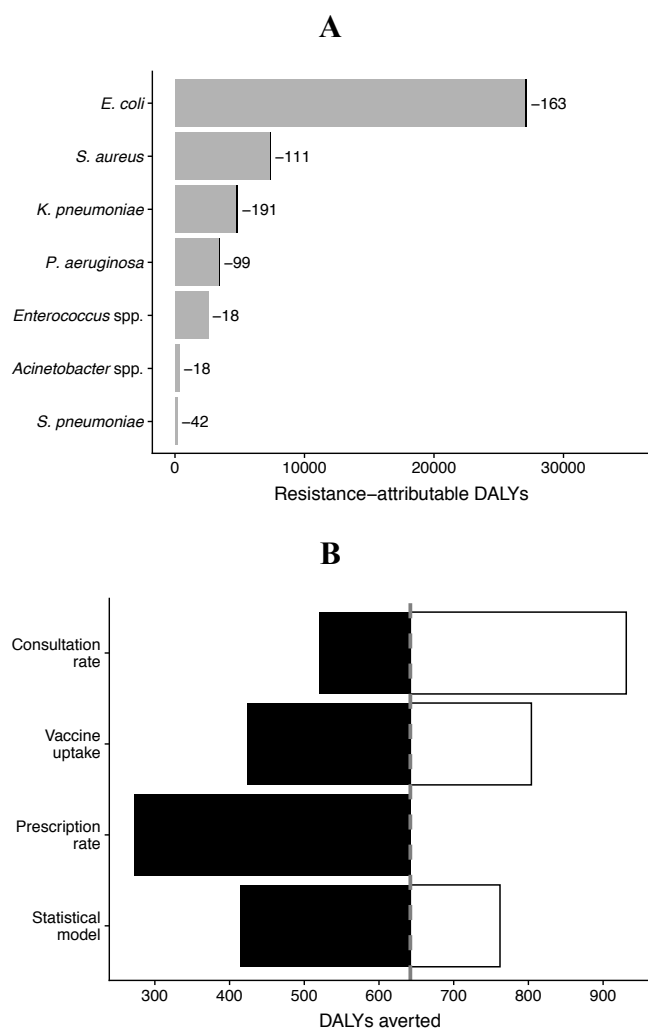 A
E. coli
−163
S. aureus
−111
K. pneumoniae
−191
P. aeruginosa
−99
Enterococcus spp.
−18
Acinetobacter spp.
−18
S. pneumoniae
−42
0 10000 20000 30000
Resistance−attributable DALYs
B
Consultation
rate
Vaccine
uptake
Prescription
rate
Statistical
model
300 400 500 600 700 800 900
DALYs averted